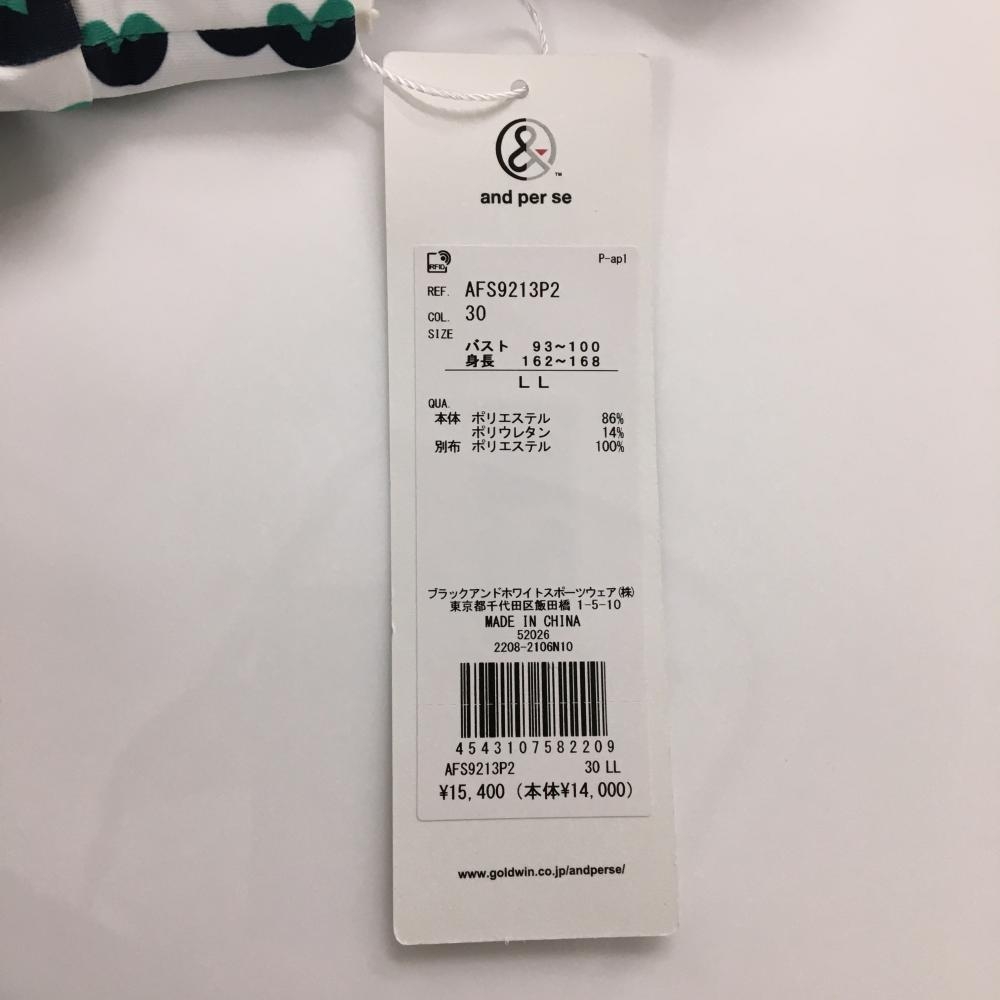 &
TM
and per se
RFID
P-ap1
REF. AFS9213P2
COL. 30
SIZE
バスト 93~100
身長 162~168
LL
QUA.
本体 ポリエステル 86%
ポリウレタン 14%
別布 ポリエステル 100%
ブラックアンドホワイトスポーツウェア(株)
東京都千代田区飯田橋 1-5-10
MADE IN CHINA
52026
2208-2106N10
4543107582209
AFS9213P2 30 LL
¥15,400 (本体¥14,000)
www.goldwin.co.jp/andperse/